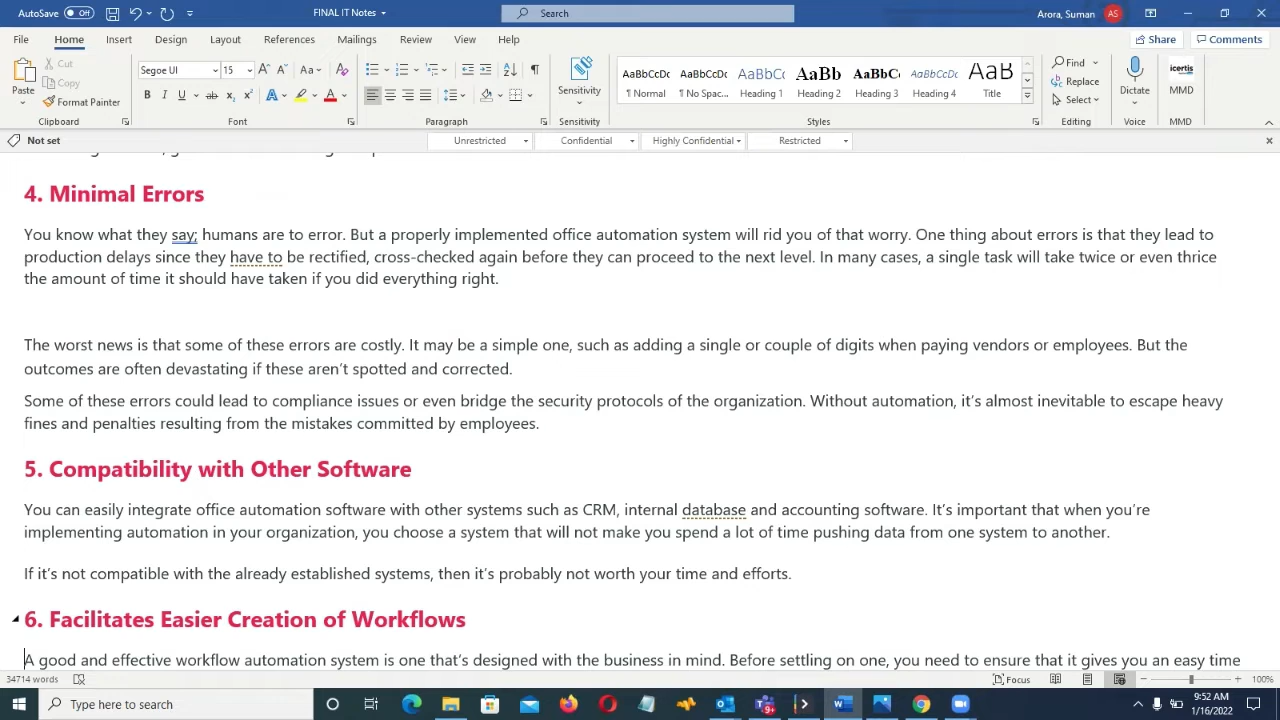 AutoSave Off FINAL IT Notes Search Arora, Suman AS
File Home Insert Design Layout References Mailings Review View Help Share Comments
Paste Cut Copy Format Painter Segoe UI 15 Aa B I U ab x₂ x² A A Sensitivity AaBbCcDc AaBbCcDc AaBbC AaBb AaBbC AaBbCcDc AaB Find Replace Select Dictate icertis MMD
¶ Normal ¶ No Spac... Heading 1 Heading 2 Heading 3 Heading 4 Title
Clipboard Font Paragraph Sensitivity Styles Editing Voice MMD
Not set Unrestricted Confidential Highly Confidential Restricted
4. Minimal Errors
You know what they say; humans are to error. But a properly implemented office automation system will rid you of that worry. One thing about errors is that they lead to
production delays since they have to be rectified, cross-checked again before they can proceed to the next level. In many cases, a single task will take twice or even thrice
the amount of time it should have taken if you did everything right.
The worst news is that some of these errors are costly. It may be a simple one, such as adding a single or couple of digits when paying vendors or employees. But the
outcomes are often devastating if these aren't spotted and corrected.
Some of these errors could lead to compliance issues or even bridge the security protocols of the organization. Without automation, it's almost inevitable to escape heavy
fines and penalties resulting from the mistakes committed by employees.
5. Compatibility with Other Software
You can easily integrate office automation software with other systems such as CRM, internal database and accounting software. It's important that when you're
implementing automation in your organization, you choose a system that will not make you spend a lot of time pushing data from one system to another.
If it's not compatible with the already established systems, then it's probably not worth your time and efforts.
6. Facilitates Easier Creation of Workflows
A good and effective workflow automation system is one that's designed with the business in mind. Before settling on one, you need to ensure that it gives you an easy time
34714 words Focus 100%
Type here to search 9:52 AM
1/16/2022